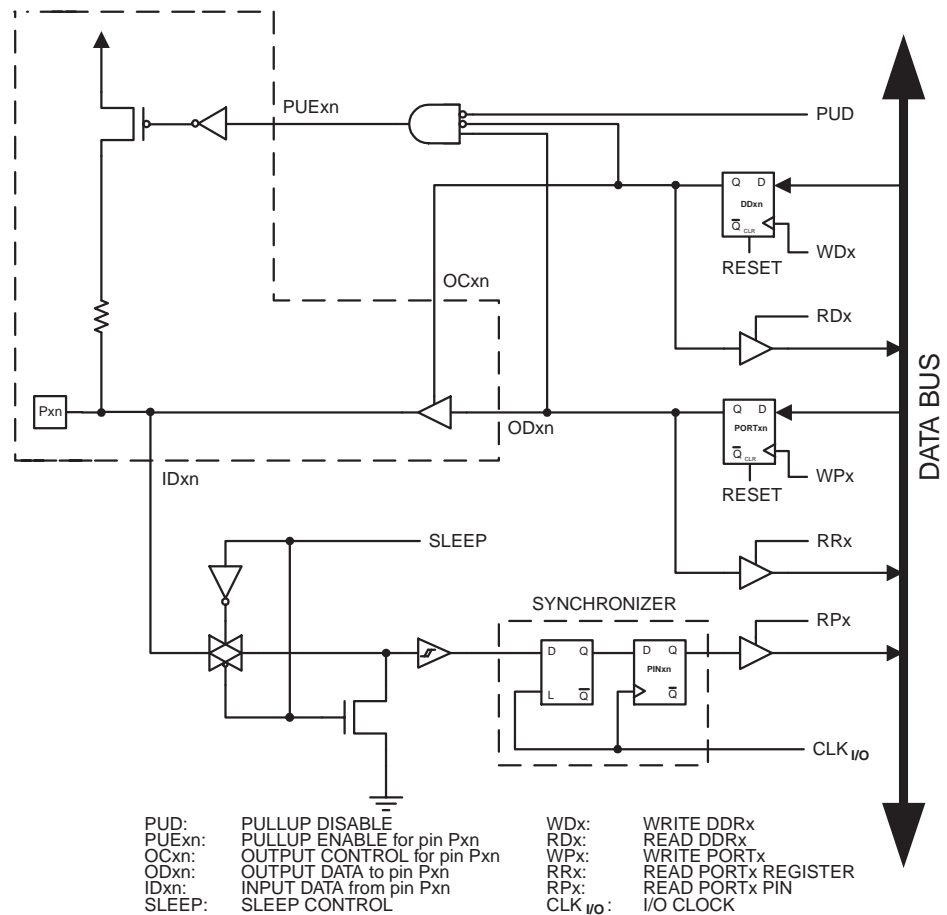 PUExn
PUD
Q D
DDxn
Q CLR
WDx
RESET
OCxn
RDx
DATA BUS
Pxn
ODxn
Q D
PORTxn
Q CLR
WPx
RESET
IDxn
SLEEP
RRx
SYNCHRONIZER
RPx
D Q
L Q
D Q
PINxn
Q
CLK I/O
PUD: PULLUP DISABLE
PUExn: PULLUP ENABLE for pin Pxn
OCxn: OUTPUT CONTROL for pin Pxn
ODxn: OUTPUT DATA to pin Pxn
IDxn: INPUT DATA from pin Pxn
SLEEP: SLEEP CONTROL
WDx: WRITE DDRx
RDx: READ DDRx
WPx: WRITE PORTx
RRx: READ PORTx REGISTER
RPx: READ PORTx PIN
CLK I/O: I/O CLOCK